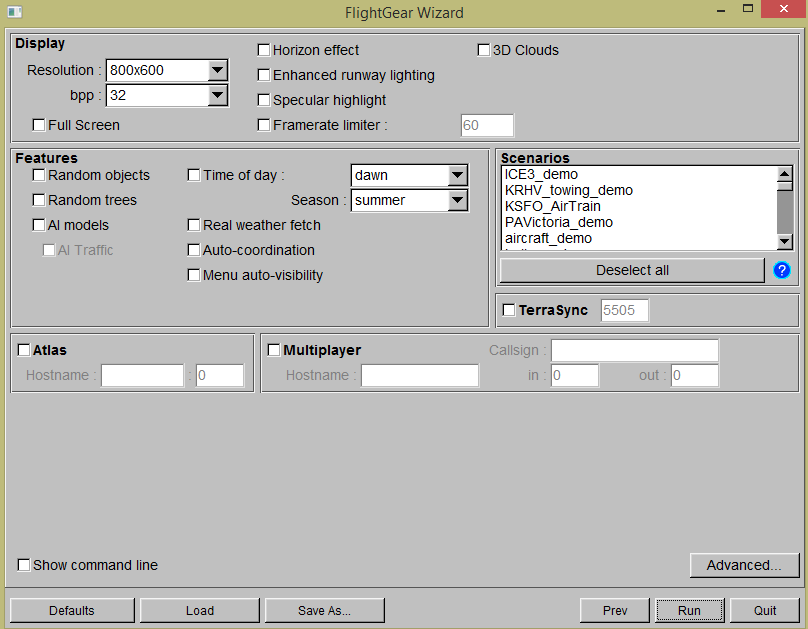 FlightGear Wizard
Display
Resolution : 800x600
bpp : 32
Full Screen
Horizon effect
Enhanced runway lighting
Specular highlight
Framerate limiter : 60
3D Clouds
Features
Random objects
Random trees
AI models
AI Traffic
Time of day : dawn
Season : summer
Real weather fetch
Auto-coordination
Menu auto-visibility
Scenarios
ICE3_demo
KRHV_towing_demo
KSFO_AirTrain
PAVictoria_demo
aircraft_demo
Deselect all ?
TerraSync 5505
Atlas
Hostname : : 0
Multiplayer Callsign :
Hostname : in : 0 out : 0
Show command line
Advanced...
Defaults Load Save As... Prev Run Quit